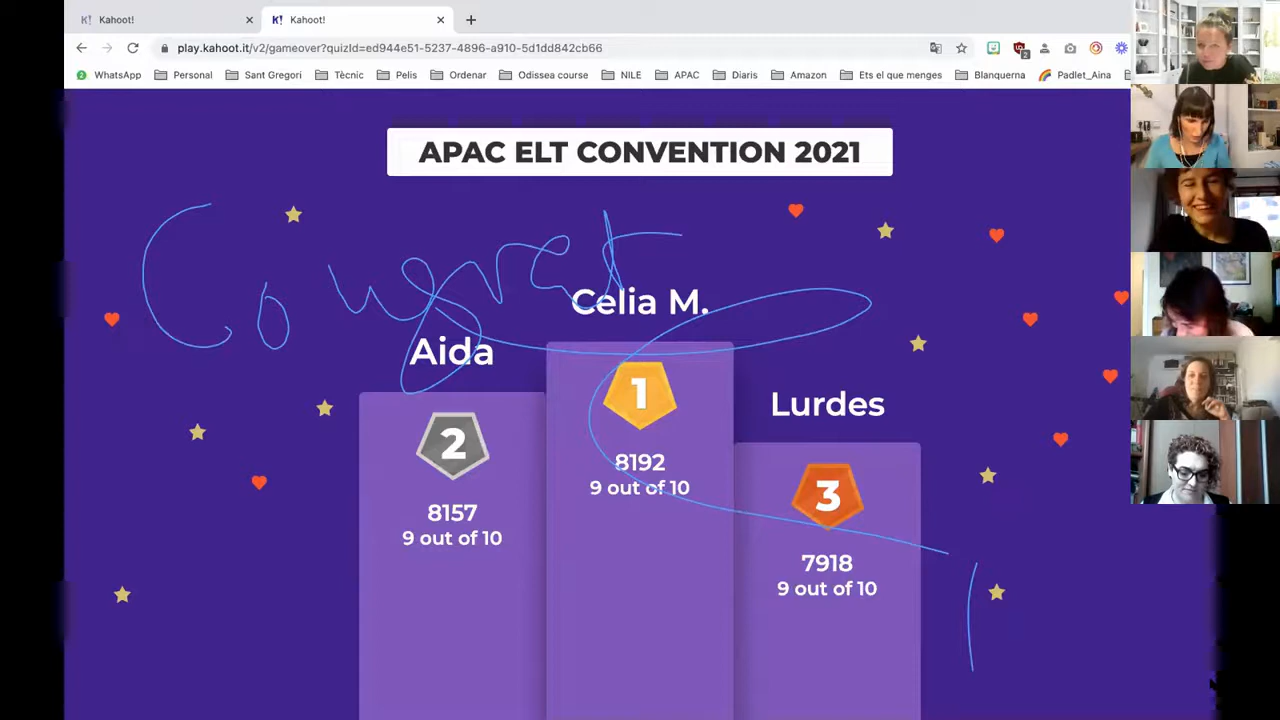 Kahoot!
Kahoot!
play.kahoot.it/v2/gameover?quizId=ed944e51-5237-4896-a910-5d1dd842cb66
2
WhatsApp Personal Sant Gregori Tècnic Pelis Ordenar Odissea course NILE APAC Diaris Amazon Ets el que menges Blanquerna Padlet_Aina
APAC ELT CONVENTION 2021
Congrat
Celia M.
Aida
Lurdes
1
8192
9 out of 10
2
8157
9 out of 10
3
7918
9 out of 10